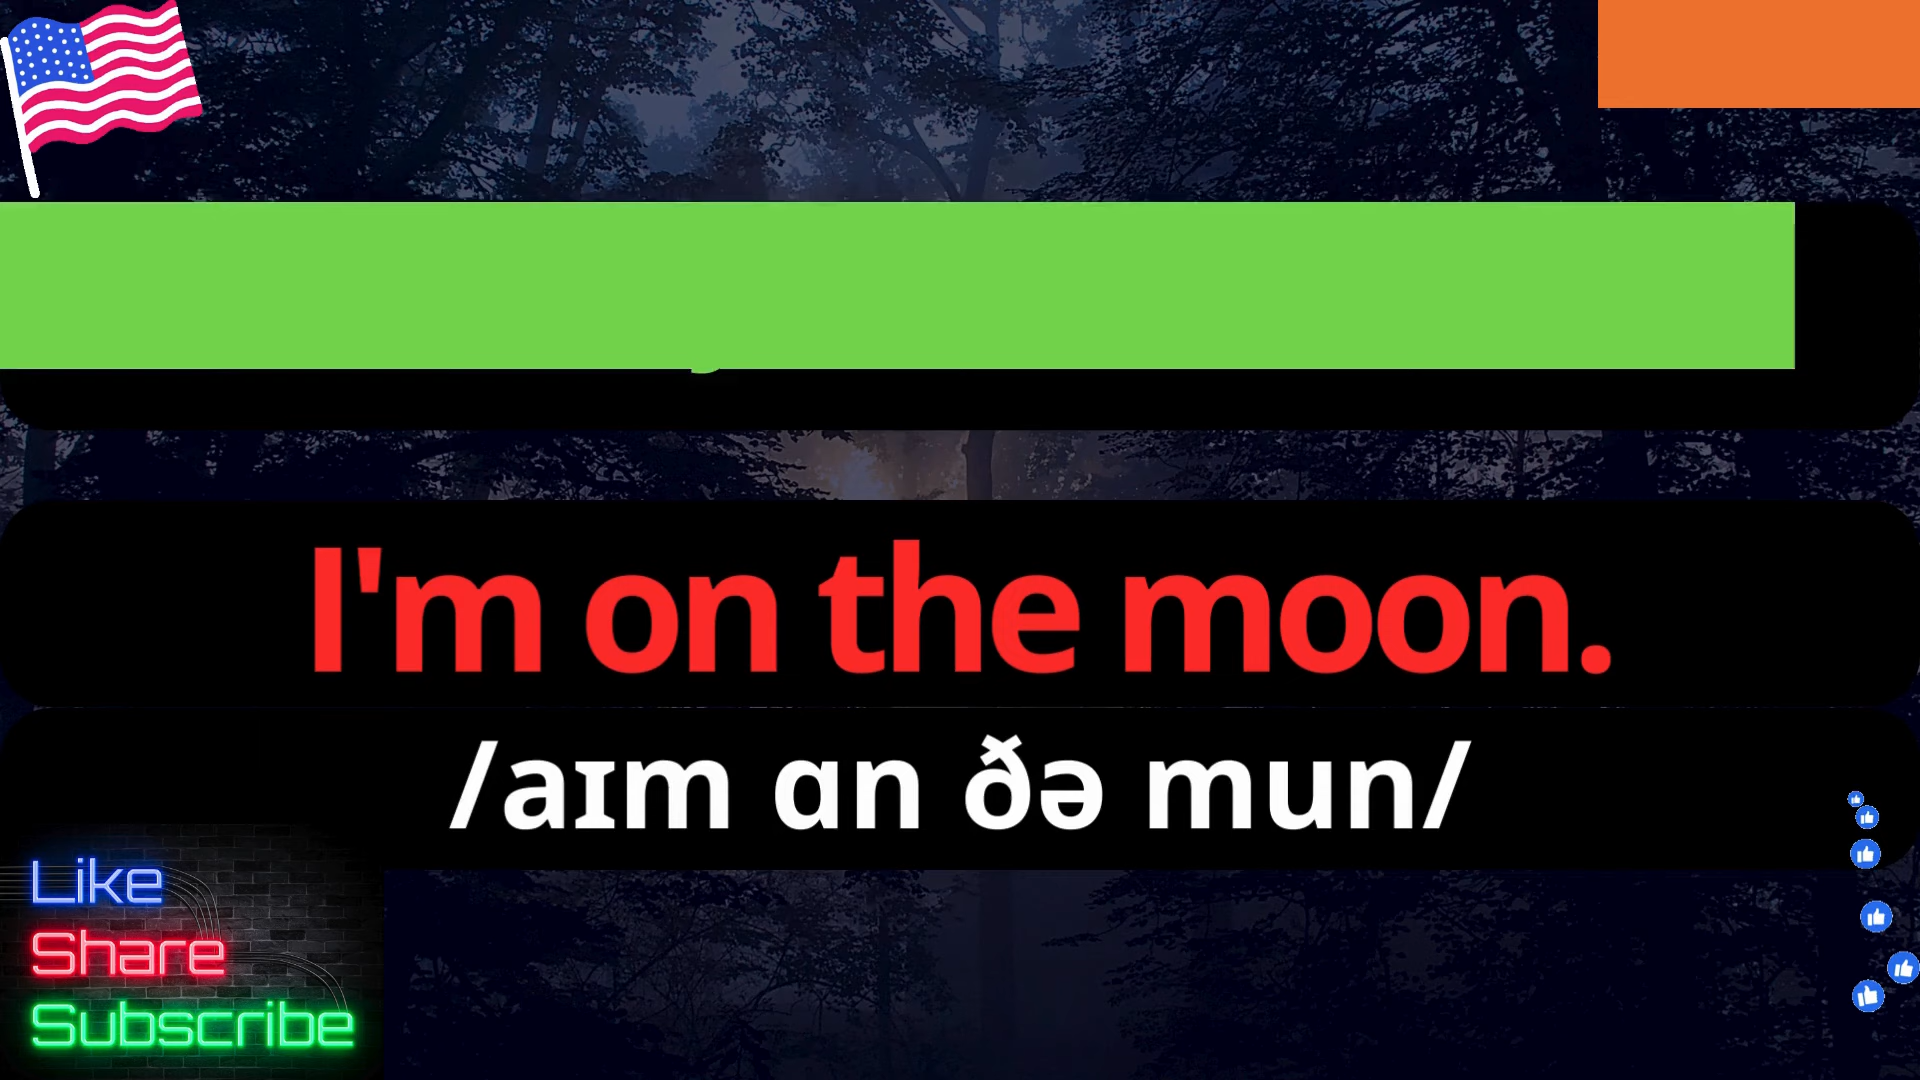 I'm on the moon.
/aɪm ɑn ðə mun/
Like
Share
Subscribe